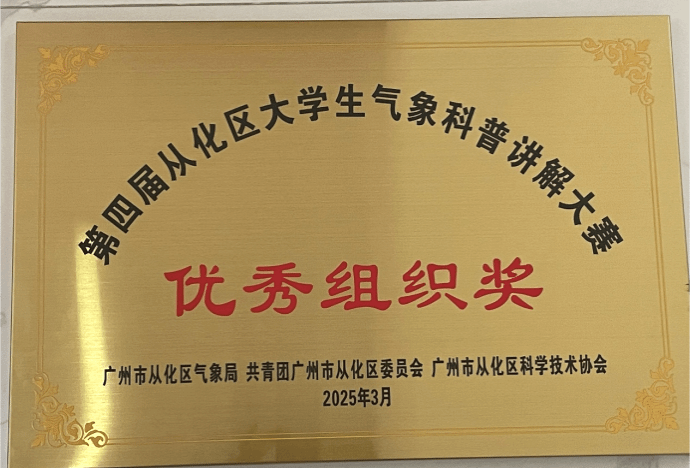 第四届从化区大学生气象科普讲解大赛
优秀组织奖
广州市从化区气象局 共青团广州市从化区委员会 广州市从化区科学技术协会
2025年3月